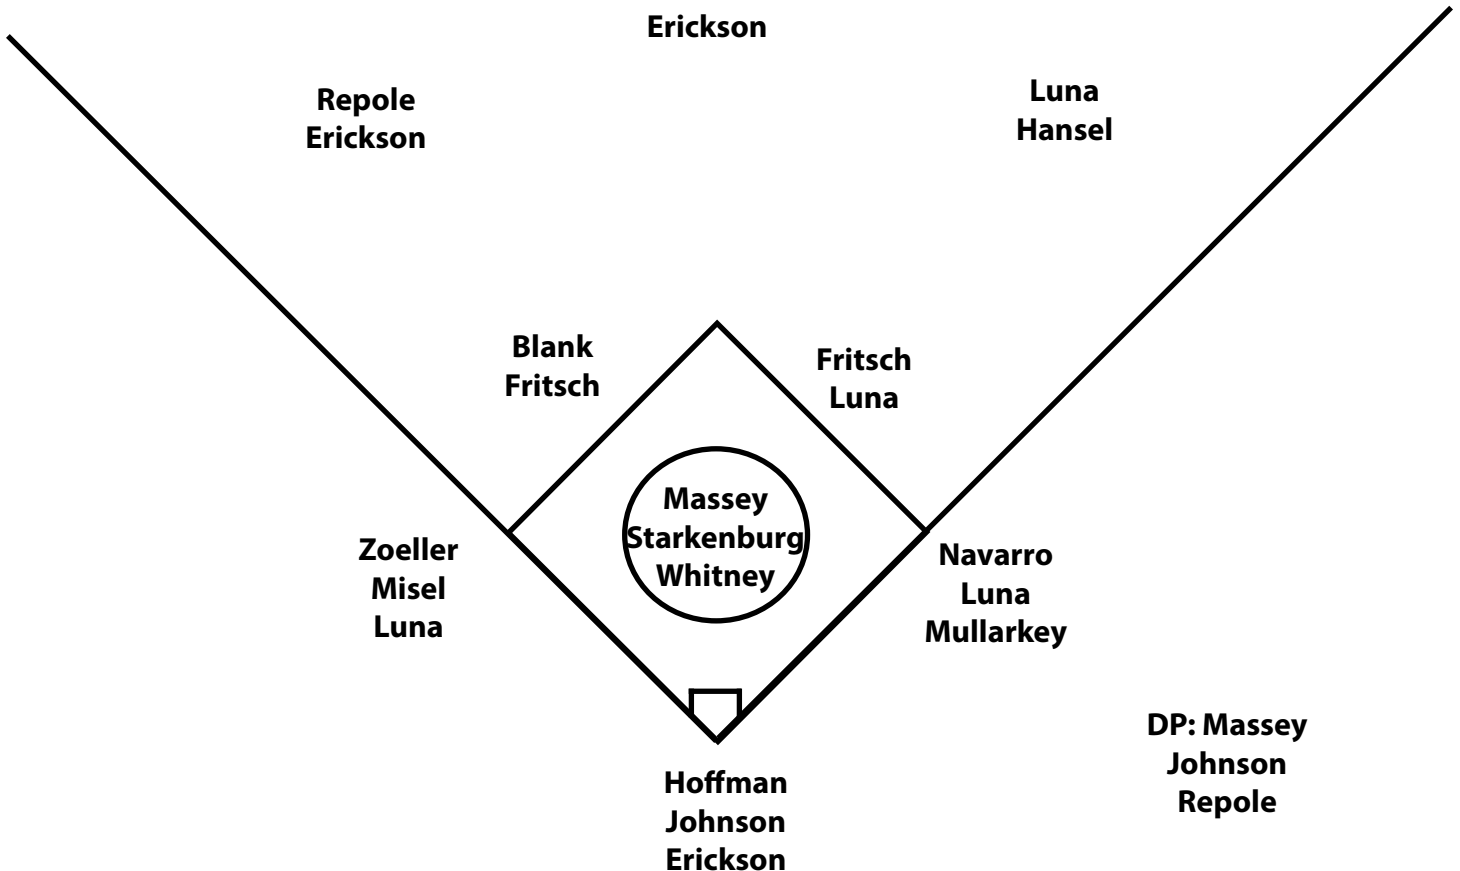 Erickson
Repole
Erickson
Luna
Hansel
Blank
Fritsch
Fritsch
Luna
Massey
Starkenburg
Whitney
Zoeller
Misel
Luna
Navarro
Luna
Mullarkey
DP: Massey
Johnson
Repole
Hoffman
Johnson
Erickson